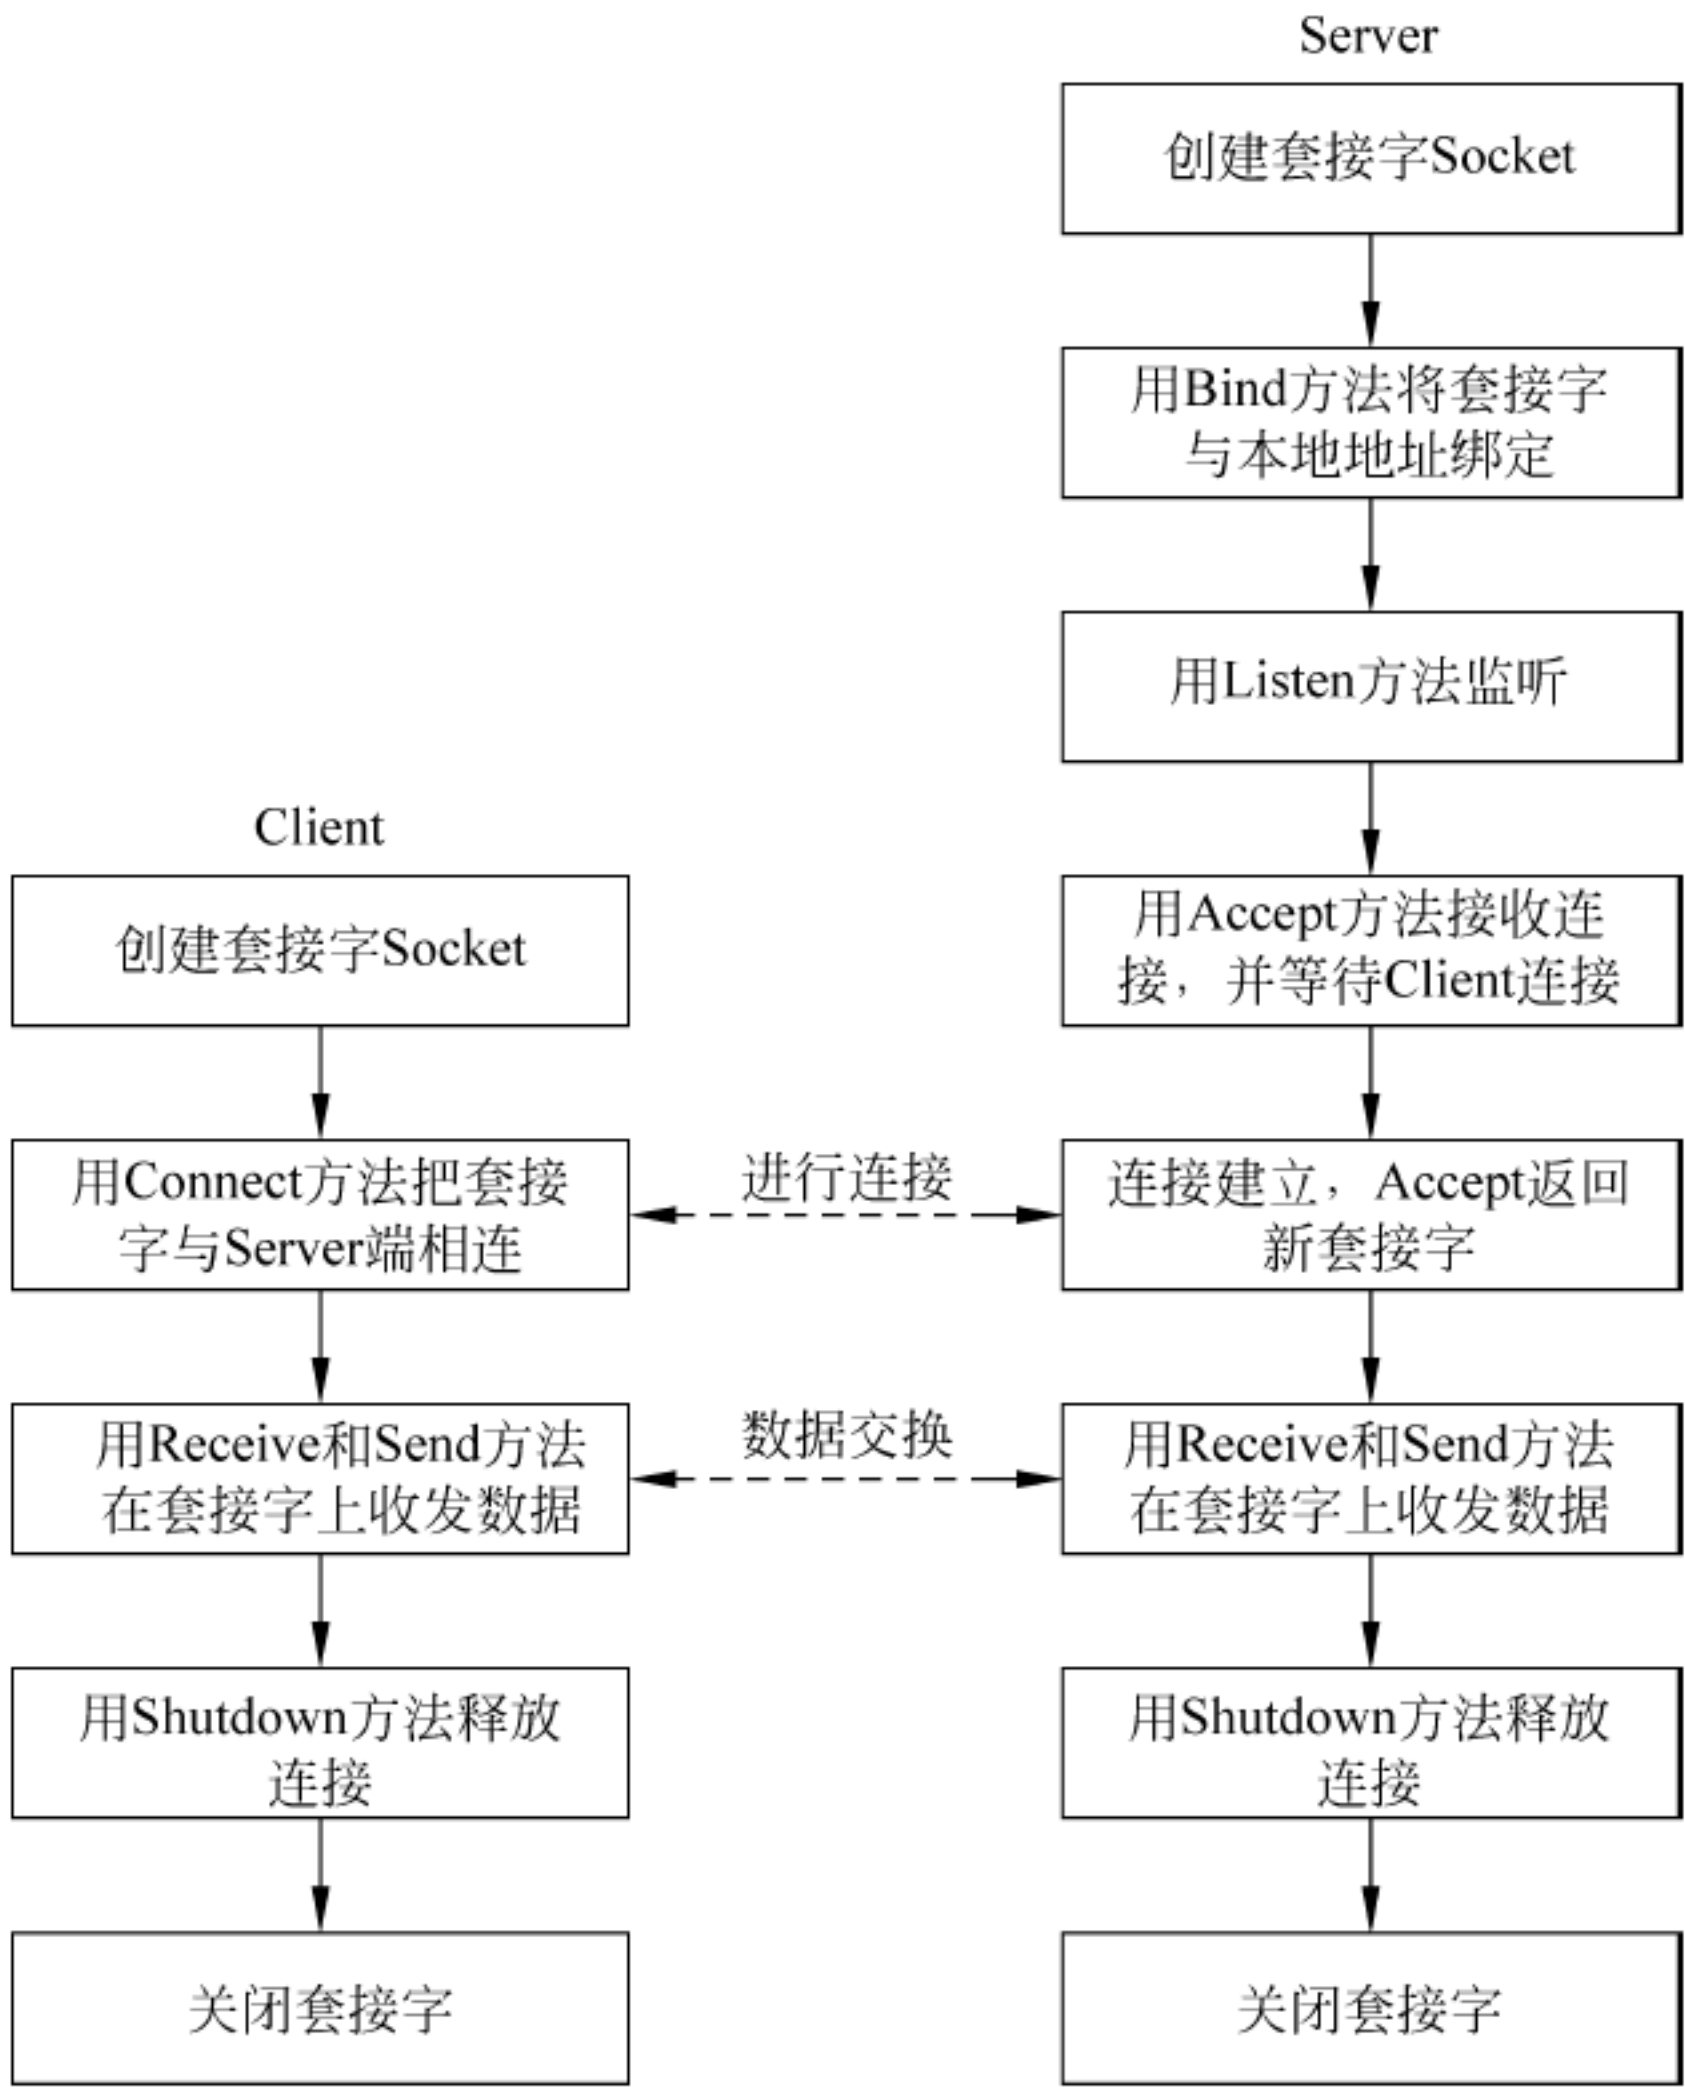 Server
创建套接字Socket
用Bind方法将套接字
与本地地址绑定
用Listen方法监听
用Accept方法接收连
接，并等待Client连接
连接建立，Accept返回
新套接字
用Receive和Send方法
在套接字上收发数据
用Shutdown方法释放
连接
关闭套接字
Client
创建套接字Socket
用Connect方法把套接
字与Server端相连
用Receive和Send方法
在套接字上收发数据
用Shutdown方法释放
连接
关闭套接字
进行连接
数据交换